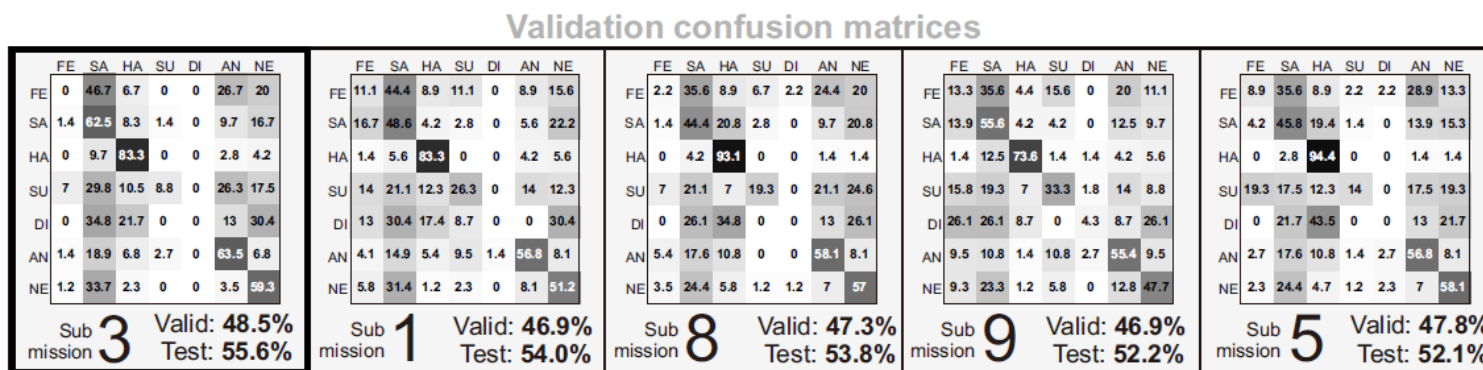 Validation confusion matrices
FE SA HA SU DI AN NE
FE 0 46.7 6.7 0 0 26.7 20
SA 1.4 62.5 8.3 1.4 0 9.7 16.7
HA 0 9.7 83.3 0 0 2.8 4.2
SU 7 29.8 10.5 8.8 0 26.3 17.5
DI 0 34.8 21.7 0 0 13 30.4
AN 1.4 18.9 6.8 2.7 0 63.5 6.8
NE 1.2 33.7 2.3 0 0 3.5 59.3
Sub mission 3
Valid: 48.5%
Test: 55.6%
FE SA HA SU DI AN NE
FE 11.1 44.4 8.9 11.1 0 8.9 15.6
SA 16.7 48.6 4.2 2.8 0 5.6 22.2
HA 1.4 5.6 83.3 0 0 4.2 5.6
SU 14 21.1 12.3 26.3 0 14 12.3
DI 13 30.4 17.4 8.7 0 0 30.4
AN 4.1 14.9 5.4 9.5 1.4 56.8 8.1
NE 5.8 31.4 1.2 2.3 0 8.1 51.2
Sub mission 1
Valid: 46.9%
Test: 54.0%
FE SA HA SU DI AN NE
FE 2.2 35.6 8.9 6.7 2.2 24.4 20
SA 1.4 44.4 20.8 2.8 0 9.7 20.8
HA 0 4.2 93.1 0 0 1.4 1.4
SU 7 21.1 7 19.3 0 21.1 24.6
DI 0 26.1 34.8 0 0 13 26.1
AN 5.4 17.6 10.8 0 0 58.1 8.1
NE 3.5 24.4 5.8 1.2 1.2 7 57
Sub mission 8
Valid: 47.3%
Test: 53.8%
FE SA HA SU DI AN NE
FE 13.3 35.6 4.4 15.6 0 20 11.1
SA 13.9 55.6 4.2 4.2 0 12.5 9.7
HA 1.4 12.5 73.6 1.4 1.4 4.2 5.6
SU 15.8 19.3 7 33.3 1.8 14 8.8
DI 26.1 26.1 8.7 0 4.3 8.7 26.1
AN 9.5 10.8 1.4 10.8 2.7 55.4 9.5
NE 9.3 23.3 1.2 5.8 0 12.8 47.7
Sub mission 9
Valid: 46.9%
Test: 52.2%
FE SA HA SU DI AN NE
FE 8.9 35.6 8.9 2.2 2.2 28.9 13.3
SA 4.2 45.8 19.4 1.4 0 13.9 15.3
HA 0 2.8 94.4 0 0 1.4 1.4
SU 19.3 17.5 12.3 14 0 17.5 19.3
DI 0 21.7 43.5 0 0 13 21.7
AN 2.7 17.6 10.8 1.4 2.7 56.8 8.1
NE 2.3 24.4 4.7 1.2 2.3 7 58.1
Sub mission 5
Valid: 47.8%
Test: 52.1%